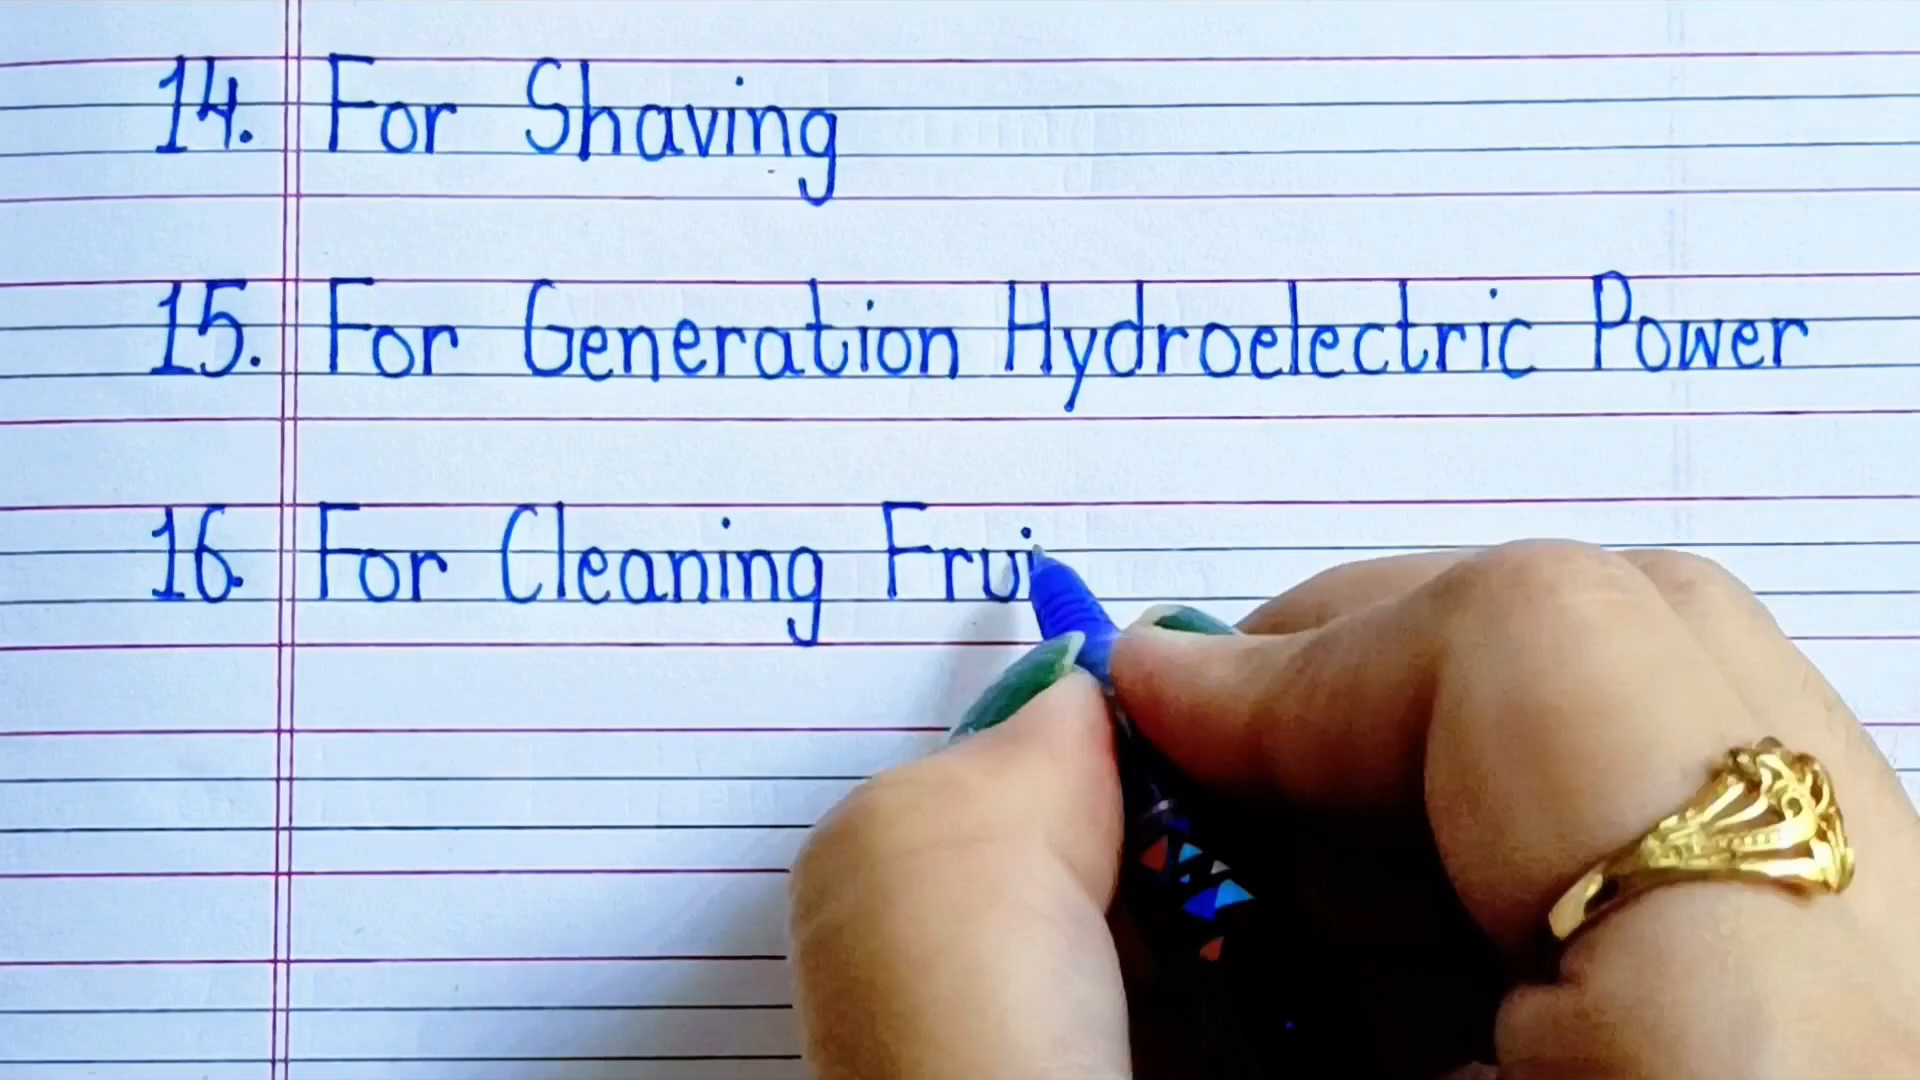 14. For Shaving
15. For Generation Hydroelectric Power
16. For Cleaning Frui